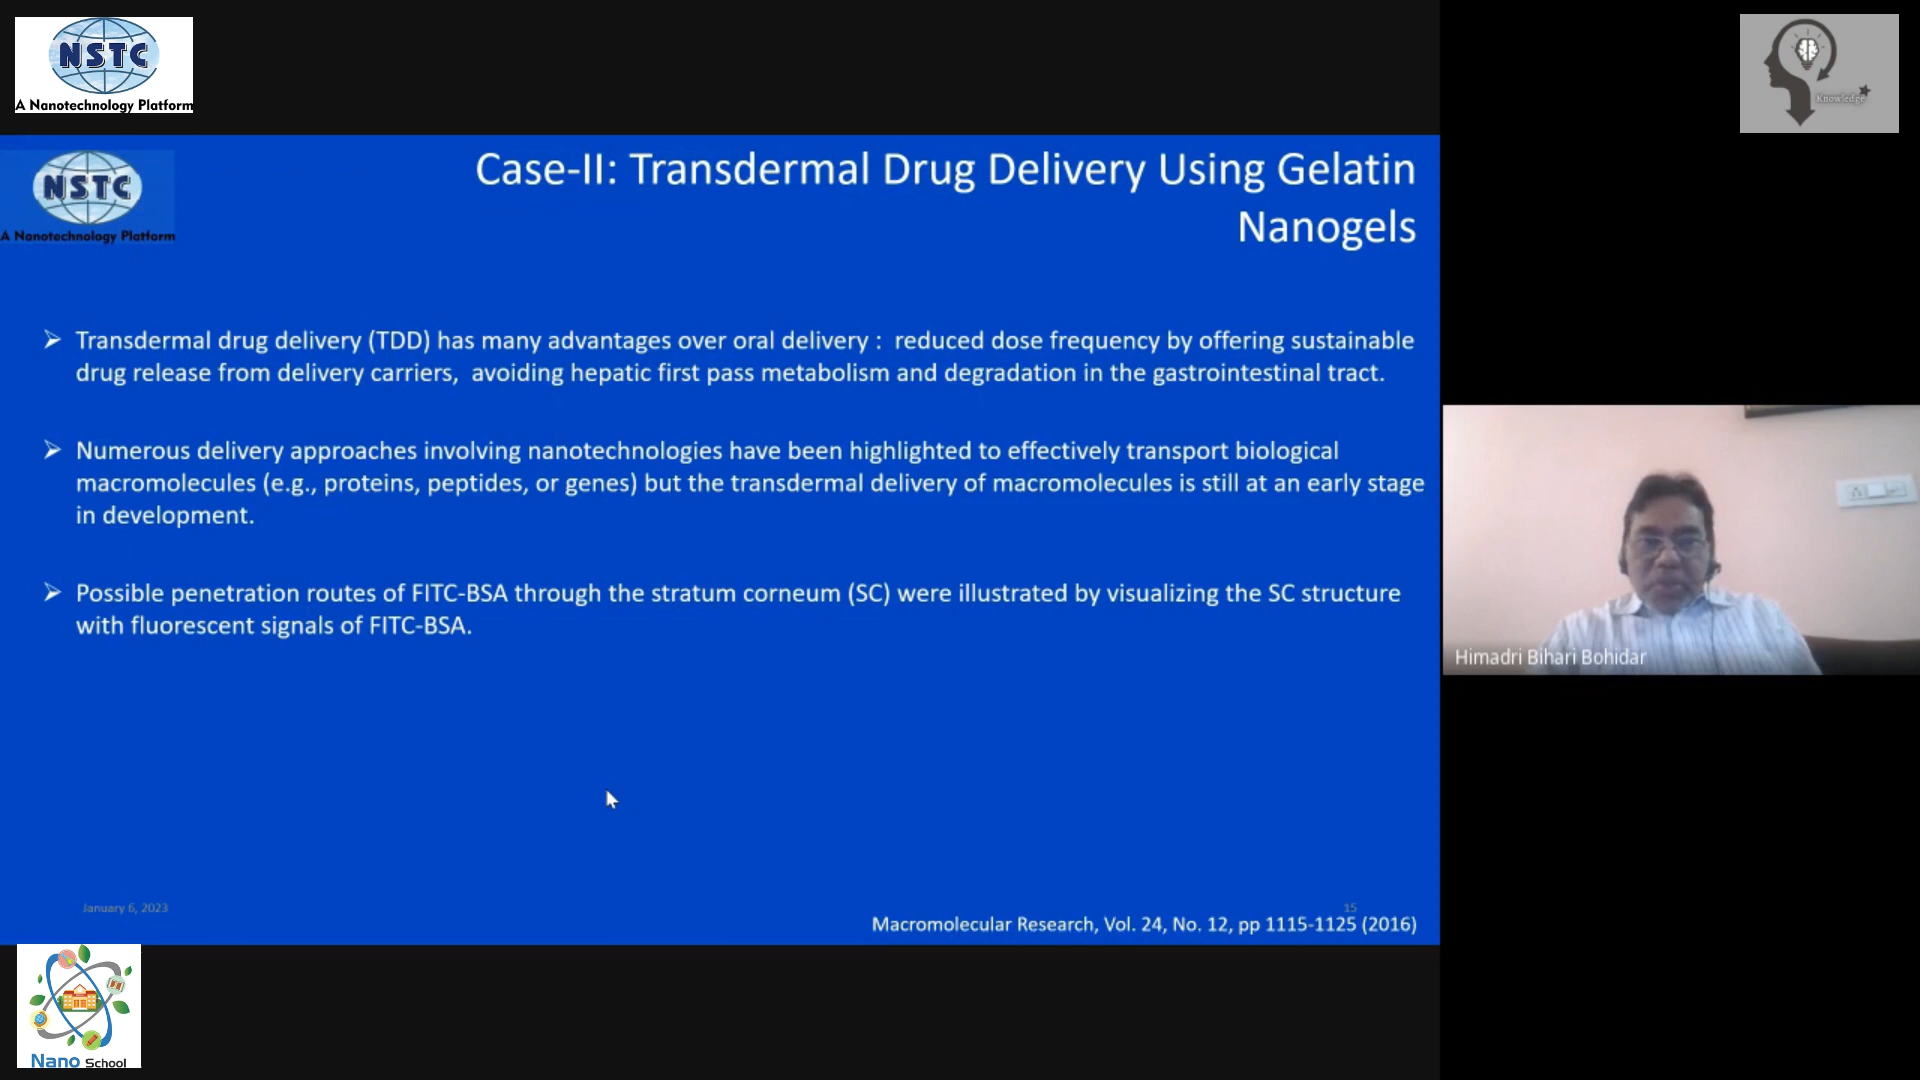 NSTC
A Nanotechnology Platform
Knowledge
NSTC
A Nanotechnology Platform
Case-II: Transdermal Drug Delivery Using Gelatin
Nanogels
➢ Transdermal drug delivery (TDD) has many advantages over oral delivery : reduced dose frequency by offering sustainable
drug release from delivery carriers, avoiding hepatic first pass metabolism and degradation in the gastrointestinal tract.
➢ Numerous delivery approaches involving nanotechnologies have been highlighted to effectively transport biological
macromolecules (e.g., proteins, peptides, or genes) but the transdermal delivery of macromolecules is still at an early stage
in development.
➢ Possible penetration routes of FITC-BSA through the stratum corneum (SC) were illustrated by visualizing the SC structure
with fluorescent signals of FITC-BSA.
Himadri Bihari Bohidar
January 6, 2023
15
Macromolecular Research, Vol. 24, No. 12, pp 1115-1125 (2016)
Nano School